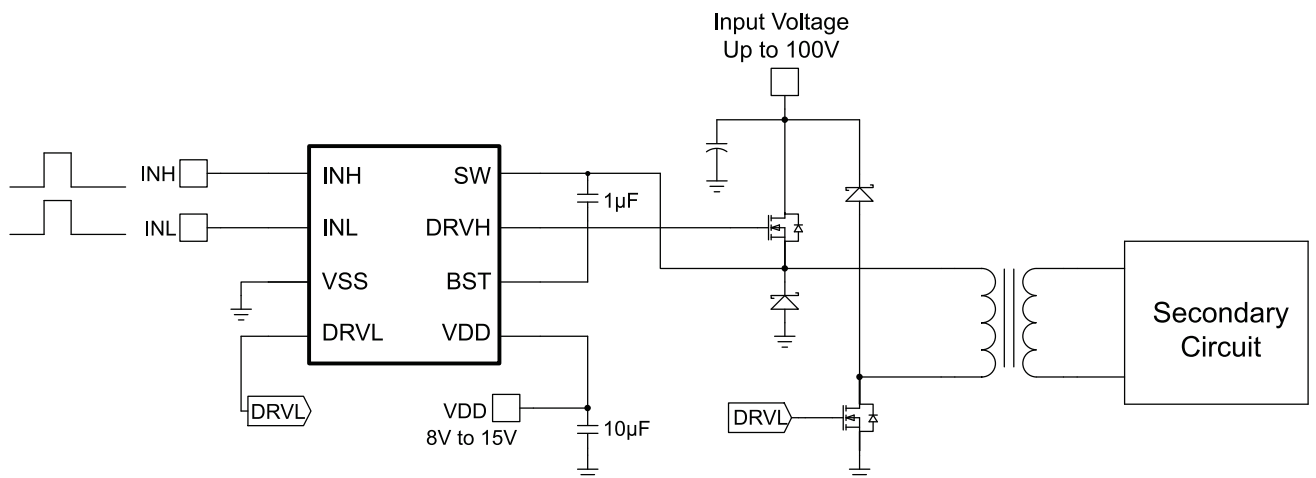 Input Voltage
Up to 100V
INH
INH
SW
1µF
INL
INL
DRVH
VSS
BST
DRVL
VDD
DRVL
VDD
8V to 15V
10µF
DRVL
Secondary
Circuit